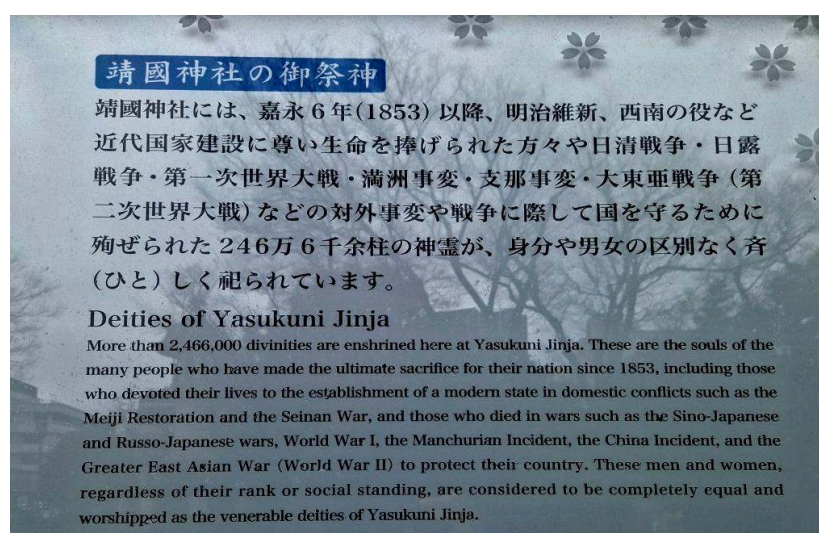 靖國神社の御祭神
靖國神社には、嘉永6年(1853)以降、明治維新、西南の役など
近代国家建設に尊い生命を捧げられた方々や日清戦争・日露
戦争・第一次世界大戦・満洲事変・支那事変・大東亜戦争(第
二次世界大戦)などの対外事変や戦争に際して国を守るために
殉ぜられた246万6千余柱の神霊が、身分や男女の区別なく斉
(ひと)しく祀られています。
Deities of Yasukuni Jinja
More than 2,466,000 divinities are enshrined here at Yasukuni Jinja. These are the souls of the
many people who have made the ultimate sacrifice for their nation since 1853, including those
who devoted their lives to the establishment of a modern state in domestic conflicts such as the
Meiji Restoration and the Seinan War, and those who died in wars such as the Sino-Japanese
and Russo-Japanese wars, World War I, the Manchurian Incident, the China Incident, and the
Greater East Asian War (World War II) to protect their country. These men and women,
regardless of their rank or social standing, are considered to be completely equal and
worshipped as the venerable deities of Yasukuni Jinja.